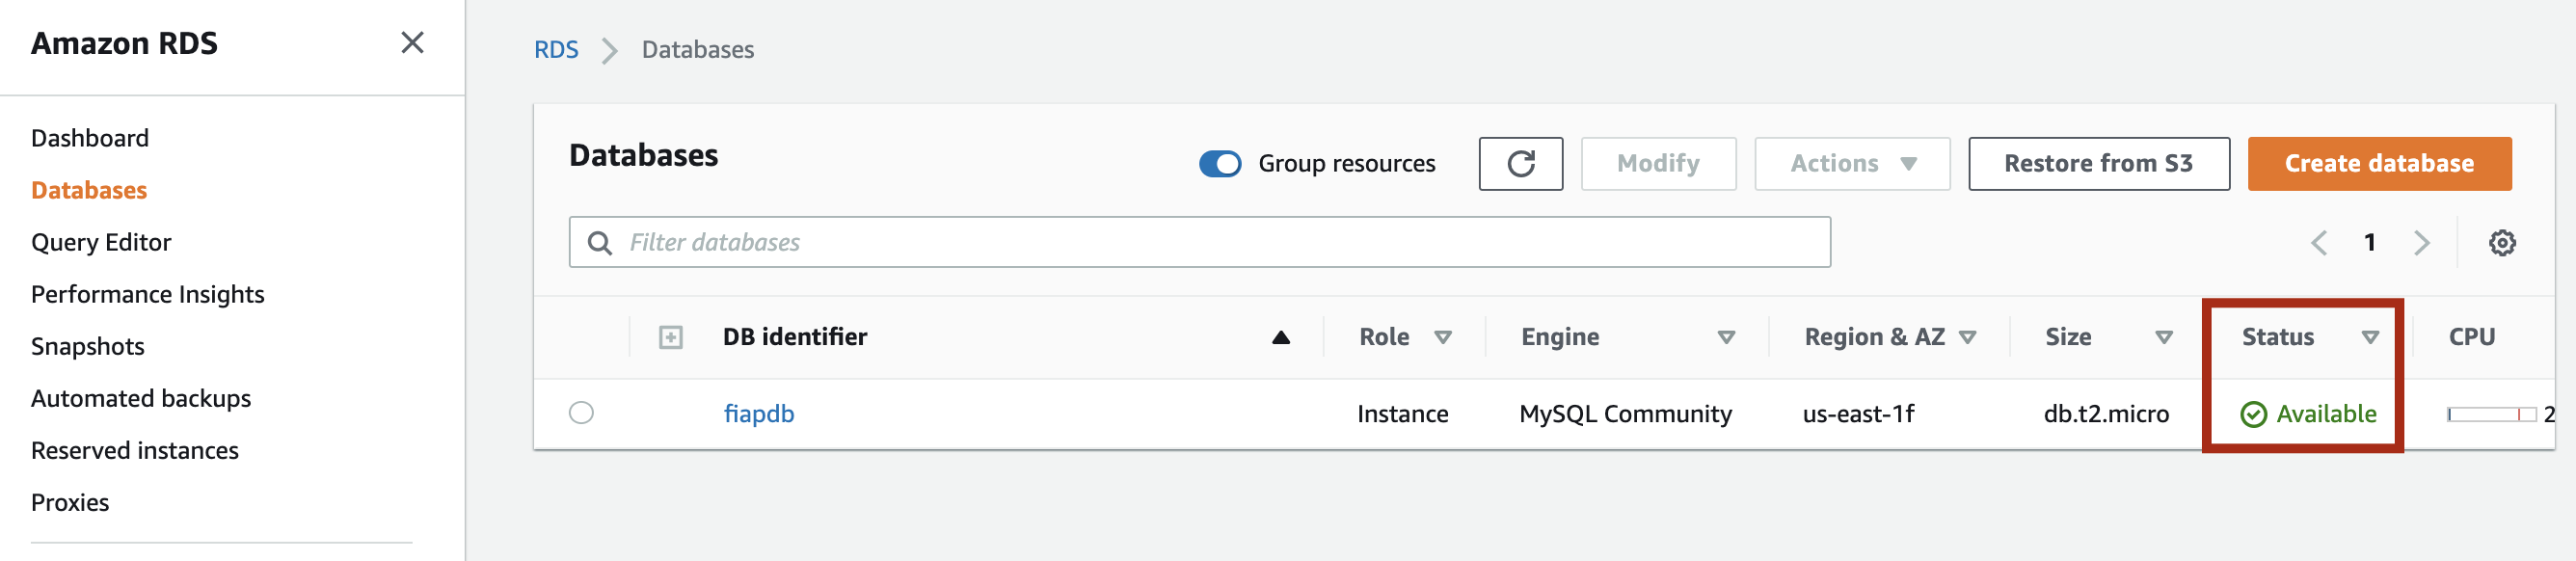 Amazon RDS
Dashboard
Databases
Query Editor
Performance Insights
Snapshots
Automated backups
Reserved instances
Proxies
RDS Databases
Databases Group resources Modify Actions Restore from S3 Create database
Filter databases 1
DB identifier Role Engine Region & AZ Size Status CPU
fiapdb Instance MySQL Community us-east-1f db.t2.micro Available 2